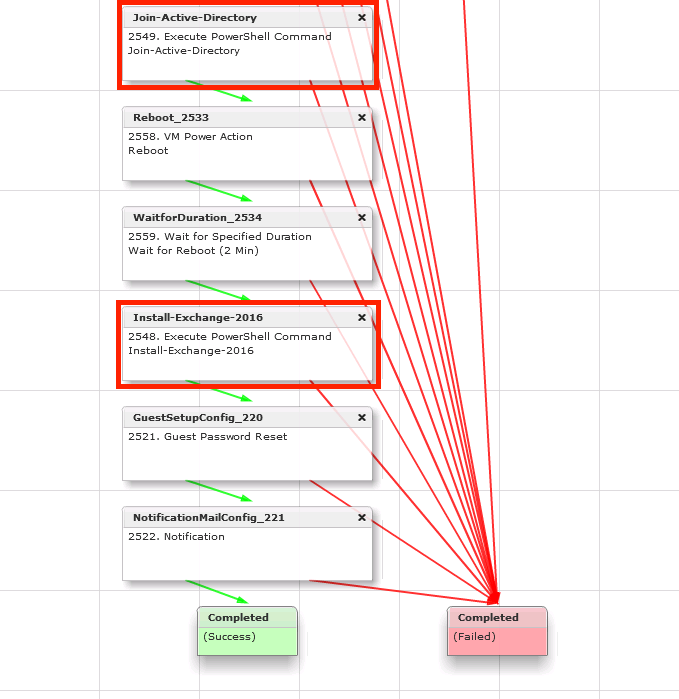 Join-Active-Directory
2549. Execute PowerShell Command
Join-Active-Directory
Reboot_2533
2558. VM Power Action
Reboot
WaitforDuration_2534
2559. Wait for Specified Duration
Wait for Reboot (2 Min)
Install-Exchange-2016
2548. Execute PowerShell Command
Install-Exchange-2016
GuestSetupConfig_220
2521. Guest Password Reset
NotificationMailConfig_221
2522. Notification
Completed
(Success)
Completed
(Failed)